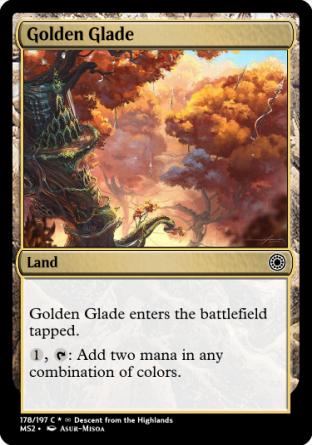 Golden Glade
Land
Golden Glade enters the battlefield
tapped.
1, : Add two mana in any
combination of colors.
178/197 C * ∞ Descent from the Highlands
MS2 • Asur-Misoa